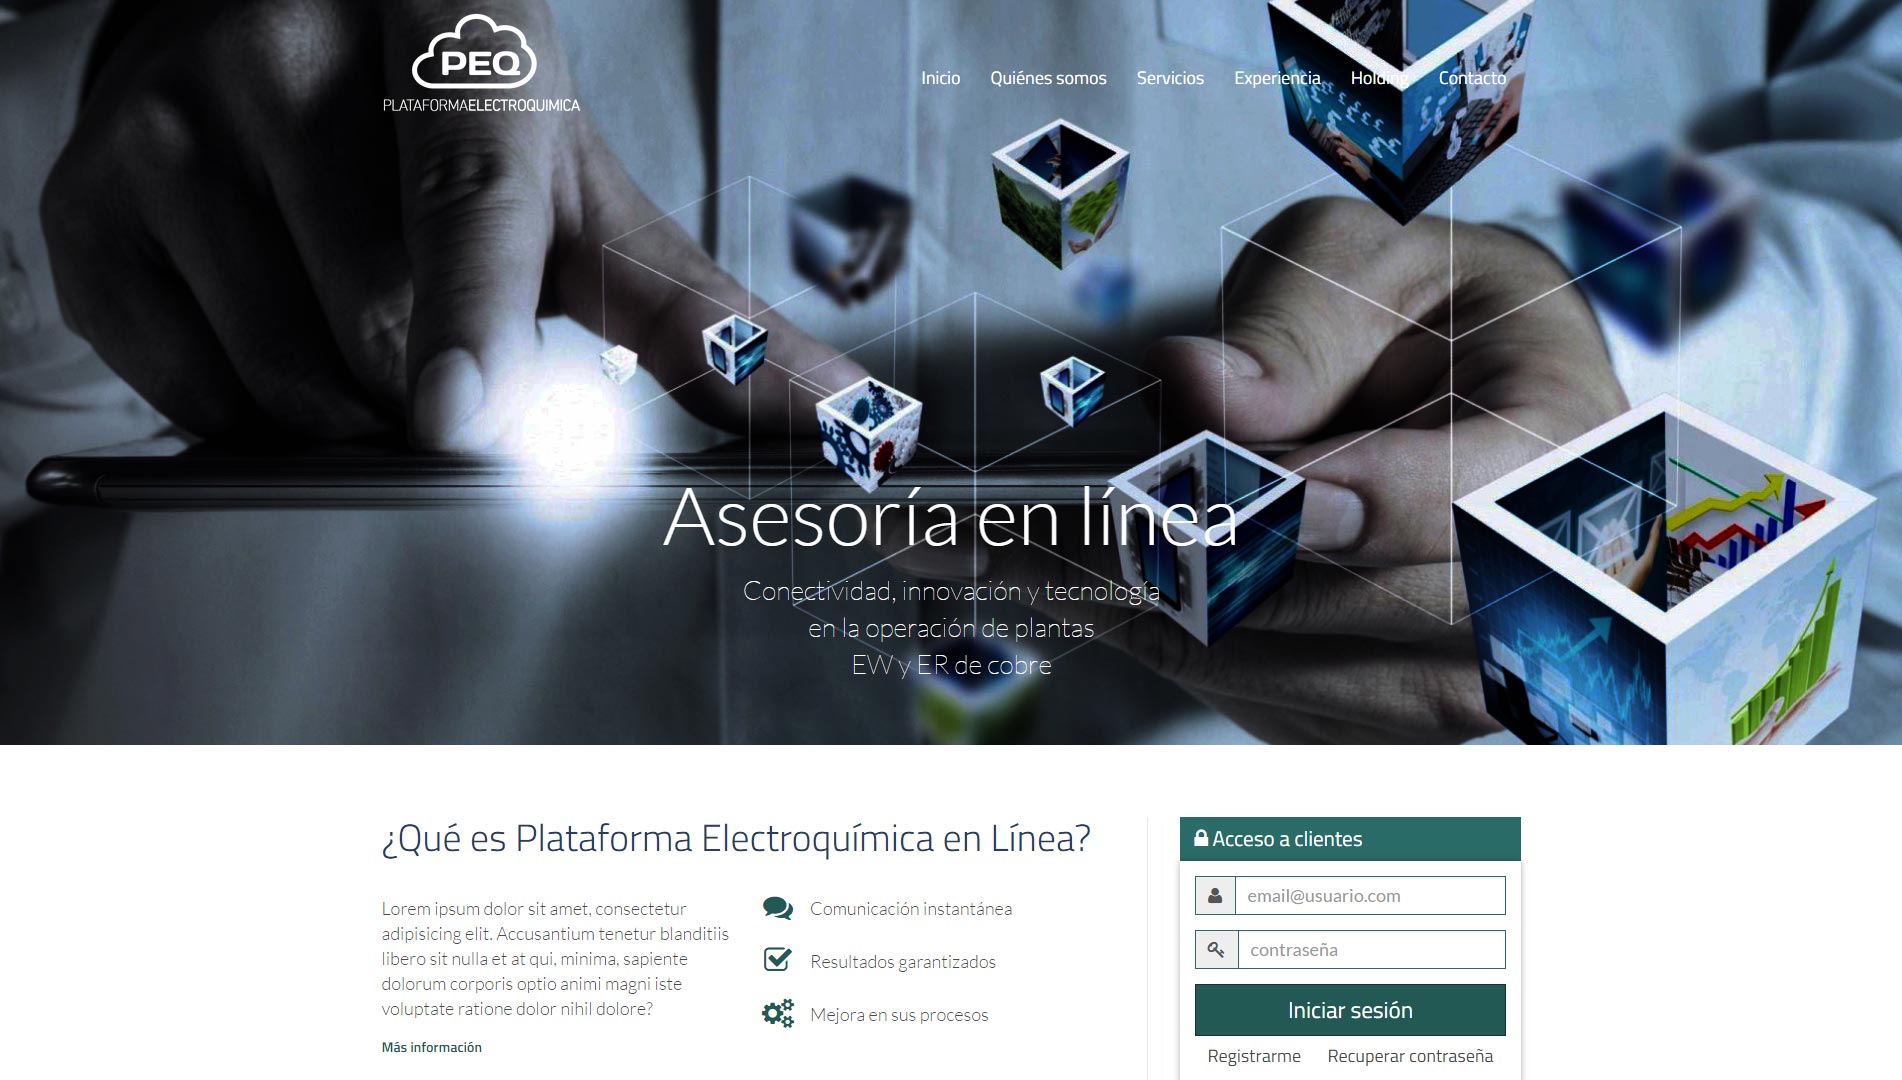 PEQ
PLATAFORMAELECTROQUIMICA
Inicio Quiénes somos Servicios Experiencia Holding Contacto
Asesoría en línea
Conectividad, innovación y tecnología
en la operación de plantas
EW y ER de cobre
¿Qué es Plataforma Electroquímica en Línea?
Lorem ipsum dolor sit amet, consectetur
adipisicing elit. Accusantium tenetur blanditiis
libero sit nulla et at qui, minima, sapiente
dolorum corporis optio animi magni iste
voluptate ratione dolor nihil dolore?
Más información
Comunicación instantánea
Resultados garantizados
Mejora en sus procesos
Acceso a clientes
email@usuario.com
contraseña
Iniciar sesión
Registrarme Recuperar contraseña